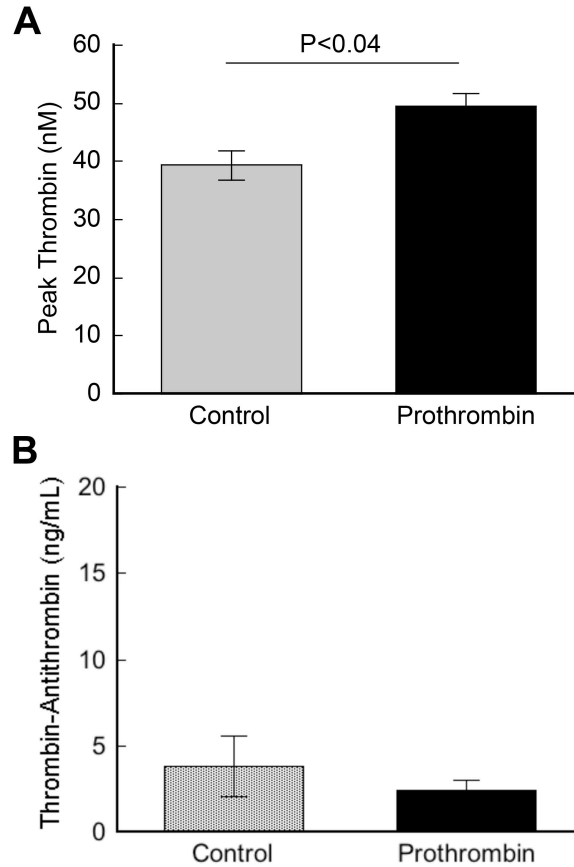 A
P<0.04
Peak Thrombin (nM)
60
50
40
30
20
10
0
Control Prothrombin
B
Thrombin-Antithrombin (ng/mL)
20
15
10
5
0
Control Prothrombin